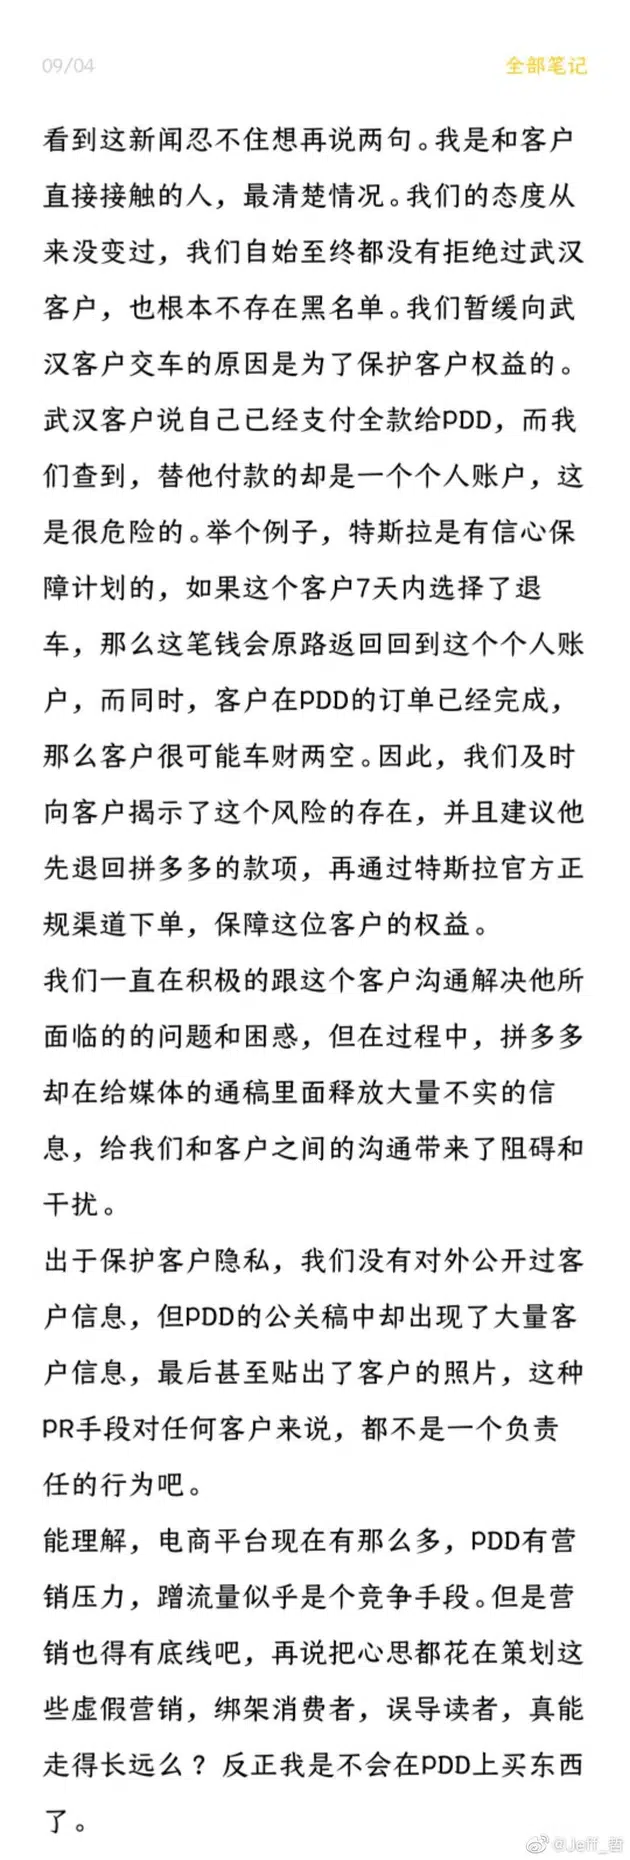 09/04
全部笔记
看到这新闻忍不住想再说两句。我是和客户
直接接触的人，最清楚情况。我们的态度从
来没变过，我们自始至终都没有拒绝过武汉
客户，也根本不存在黑名单。我们暂缓向武
汉客户交车的原因是为了保护客户权益的。
武汉客户说自己已经支付全款给PDD，而我
们查到，替他付款的却是一个个人账户，这
是很危险的。举个例子，特斯拉是有信心保
障计划的，如果这个客户7天内选择了退
车，那么这笔钱会原路返回回到这个个人账
户，而同时，客户在PDD的订单已经完成，
那么客户很可能车财两空。因此，我们及时
向客户揭示了这个风险的存在，并且建议他
先退回拼多多的款项，再通过特斯拉官方正
规渠道下单，保障这位客户的权益。
我们一直在积极的跟这个客户沟通解决他所
面临的的问题和困惑，但在过程中，拼多多
却在给媒体的通稿里面释放大量不实的信
息，给我们和客户之间的沟通带来了阻碍和
干扰。
出于保护客户隐私，我们没有对外公开过客
户信息，但PDD的公关稿中却出现了大量客
户信息，最后甚至贴出了客户的照片，这种
PR手段对任何客户来说，都不是一个负责
任的行为吧。
能理解，电商平台现在有那么多，PDD有营
销压力，蹭流量似乎是个竞争手段。但是营
销也得有底线吧，再说把心思都花在策划这
些虚假营销，绑架消费者，误导读者，真能
走得长远么？反正我是不会在PDD上买东西
了。
@Jeff_哲